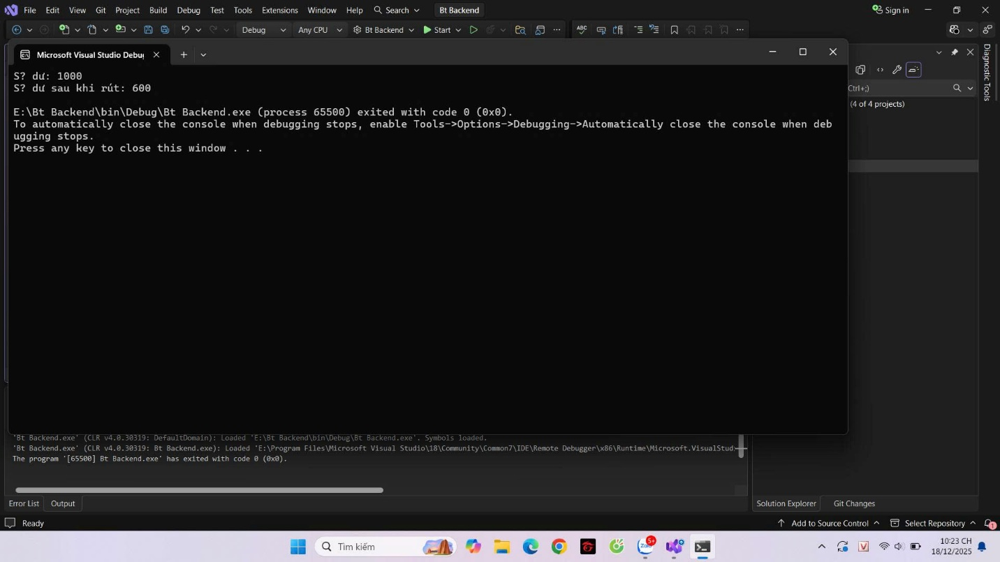 File Edit View Git Project Build Debug Test Tools Extensions Window Help Search Bt Backend Sign in
Debug Any CPU Bt Backend Start
Microsoft Visual Studio Debug
S? dư: 1000
S? dư sau khi rút: 600
E:\Bt Backend\bin\Debug\Bt Backend.exe (process 65500) exited with code 0 (0x0).
To automatically close the console when debugging stops, enable Tools->Options->Debugging->Automatically close the console when deb
ugging stops.
Press any key to close this window . . .
Ctrl+;)
(4 of 4 projects)
Diagnostic Tools
'Bt Backend.exe' (CLR v4.0.30319: DefaultDomain): Loaded 'E:\Bt Backend\bin\Debug\Bt Backend.exe'. Symbols loaded.
'Bt Backend.exe' (CLR v4.0.30319: Bt Backend.exe): Loaded 'E:\Program Files\Microsoft Visual Studio\18\Community\Common7\IDE\Remote Debugger\x86\Runtime\Microsoft.VisualStud
The program '[65500] Bt Backend.exe' has exited with code 0 (0x0).
Error List Output Solution Explorer Git Changes
Ready Add to Source Control Select Repository 1
Tìm kiếm Zalo 5+ V 10:23 CH
18/12/2025